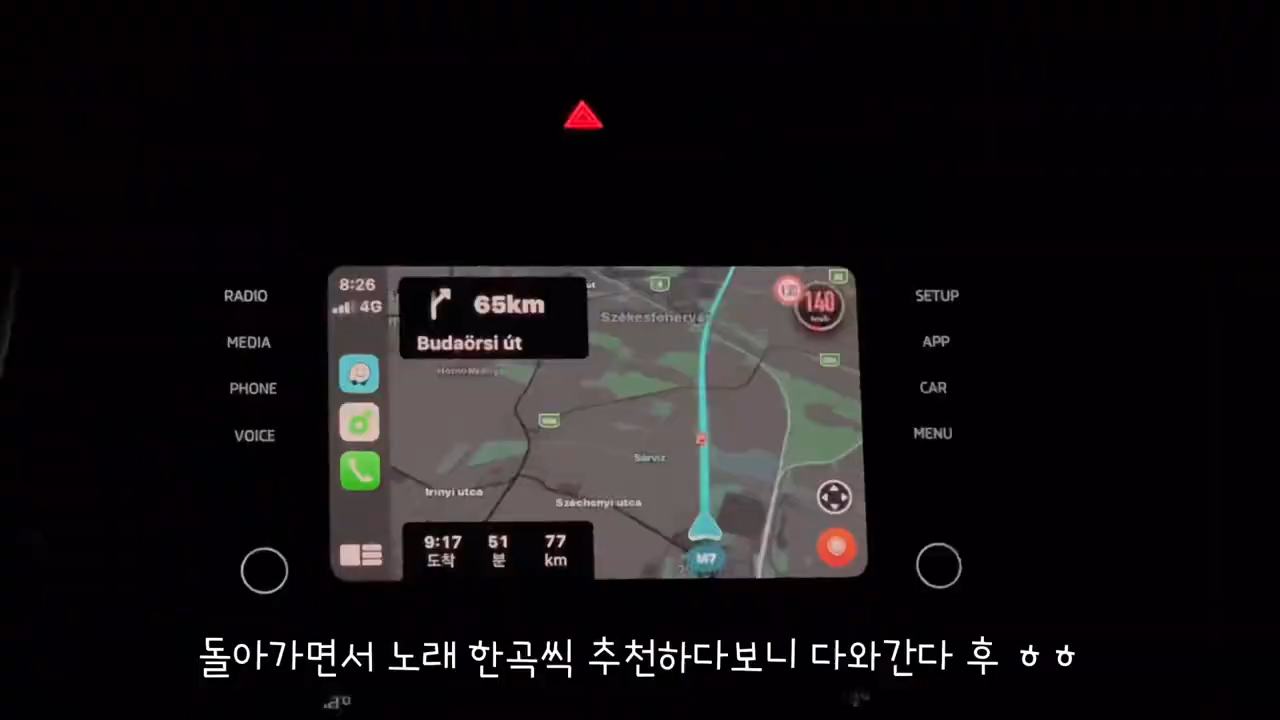 RADIO
MEDIA
PHONE
VOICE
8:26
4G
65km
Budaörsi út
140
Székesfehérvár
Sárvíz
Irinyi utca
Széchenyi utca
M7
9:17 51 77
도착 분 km
SETUP
APP
CAR
MENU
돌아가면서 노래 한곡씩 추천하다보니 다와간다 후 ㅎㅎ